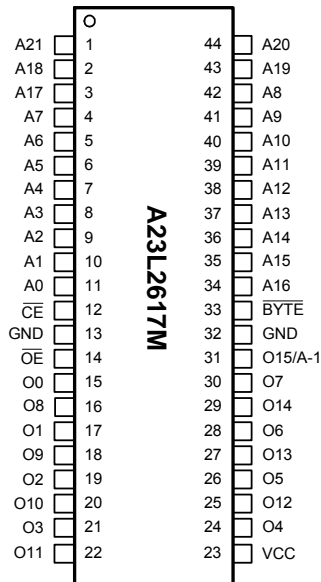 A21 1 44 A20
A18 2 43 A19
A17 3 42 A8
A7 4 41 A9
A6 5 40 A10
A5 6 39 A11
A4 7 38 A12
A3 8 37 A13
A2 9 36 A14
A1 10 35 A15
A0 11 34 A16
CE 12 33 BYTE
GND 13 32 GND
OE 14 31 O15/A-1
O0 15 30 O7
O8 16 29 O14
O1 17 28 O6
O9 18 27 O13
O2 19 26 O5
O10 20 25 O12
O3 21 24 O4
O11 22 23 VCC
A23L2617M